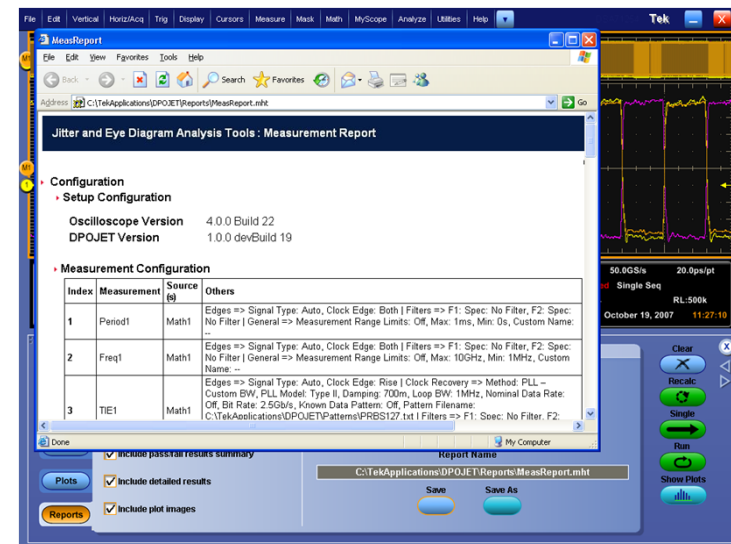 File Edit Vertical Horiz/Acq Trig Display Cursors Measure Mask Math MyScope Analyze Utilities Help Tek
MeasReport
File Edit View Favorites Tools Help
Back Search Favorites
Address C:\TekApplications\DPOJET\Reports\MeasReport.mht Go
Jitter and Eye Diagram Analysis Tools : Measurement Report
Configuration
Setup Configuration
Oscilloscope Version 4.0.0 Build 22
DPOJET Version 1.0.0 devBuild 19
Measurement Configuration
Index Measurement Source(s) Others
1 Period1 Math1 Edges => Signal Type: Auto, Clock Edge: Both | Filters => F1: Spec: No Filter, F2: Spec:
No Filter | General => Measurement Range Limits: Off, Max: 1ms, Min: 0s, Custom Name:
--
2 Freq1 Math1 Edges => Signal Type: Auto, Clock Edge: Both | Filters => F1: Spec: No Filter, F2: Spec:
No Filter | General => Measurement Range Limits: Off, Max: 10GHz, Min: 1MHz, Custom
Name: --
3 TIE1 Math1 Edges => Signal Type: Auto, Clock Edge: Rise | Clock Recovery => Method: PLL –
Custom BW, PLL Model: Type II, Damping: 700m, Loop BW: 1MHz, Nominal Data Rate:
Off, Bit Rate: 2.5Gb/s, Known Data Pattern: Off, Pattern Filename:
C:\TekApplications\DPOJET\Patterns\PRBS127.txt | Filters => F1: Spec: No Filter, F2:
Done My Computer
M1
M1
1
50.0GS/s 20.0ps/pt
Single Seq
RL:500k
October 19, 2007 11:27:10
Clear
Recalc
Single
Run
Show Plots
Include pass/fail results summary
Report Name
C:\TekApplications\DPOJET\Reports\MeasReport.mht
Plots
Include detailed results
Save Save As
Reports
Include plot images